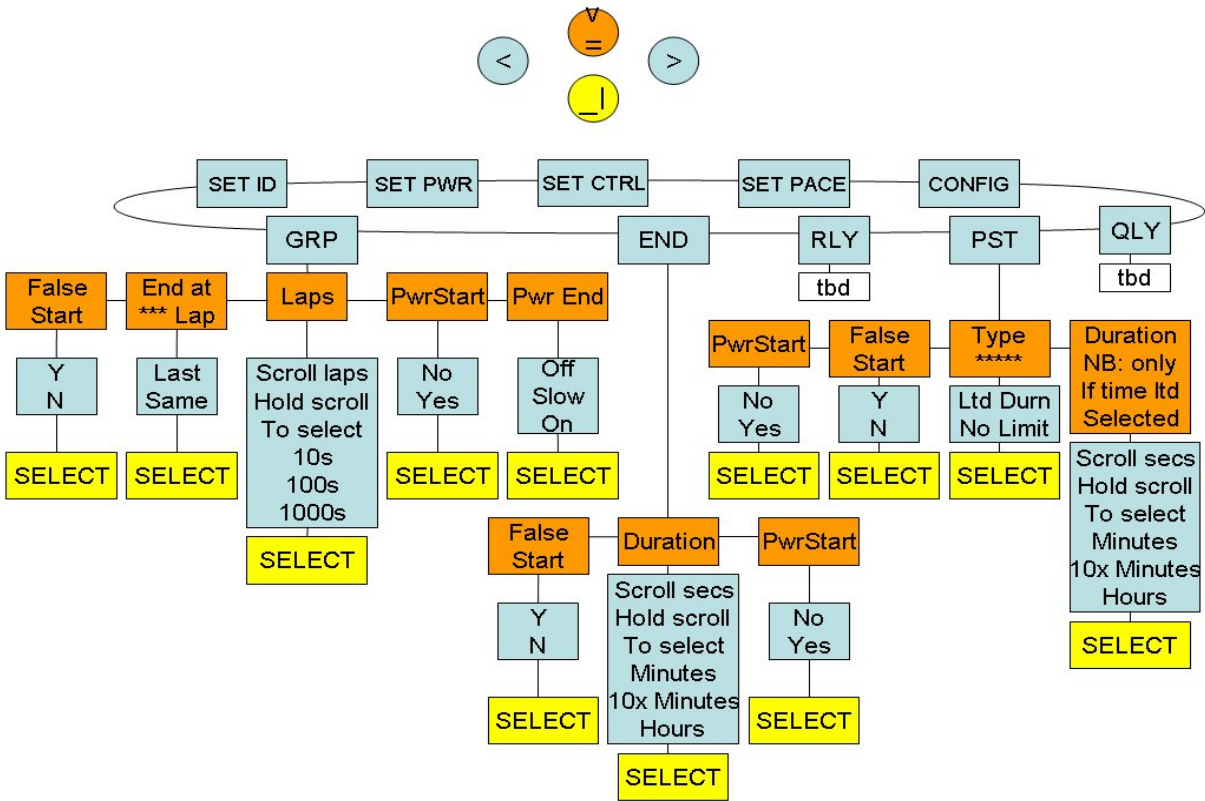 v
=
<
>
_|
SET ID
SET PWR
SET CTRL
SET PACE
CONFIG
GRP
END
RLY
PST
QLY
tbd
tbd
False
Start
End at
*** Lap
Laps
PwrStart
Pwr End
Y
N
Last
Same
Scroll laps
Hold scroll
To select
10s
100s
1000s
No
Yes
Off
Slow
On
SELECT
SELECT
SELECT
SELECT
SELECT
PwrStart
False
Start
Type
*****
Duration
NB: only
If time ltd
Selected
No
Yes
Y
N
Ltd Durn
No Limit
Scroll secs
Hold scroll
To select
Minutes
10x Minutes
Hours
SELECT
SELECT
SELECT
SELECT
False
Start
Duration
PwrStart
Y
N
Scroll secs
Hold scroll
To select
Minutes
10x Minutes
Hours
No
Yes
SELECT
SELECT
SELECT